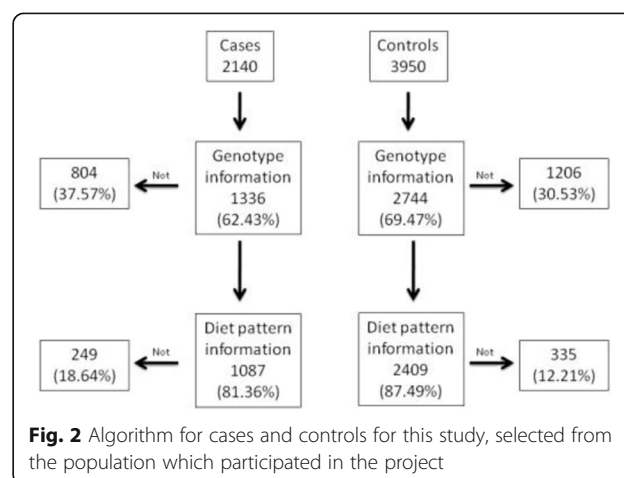 Cases
2140
Controls
3950
804
(37.57%)
Not
Genotype
information
1336
(62.43%)
Genotype
information
2744
(69.47%)
Not
1206
(30.53%)
249
(18.64%)
Not
Diet pattern
information
1087
(81.36%)
Diet pattern
information
2409
(87.49%)
Not
335
(12.21%)
Fig. 2 Algorithm for cases and controls for this study, selected from
the population which participated in the project